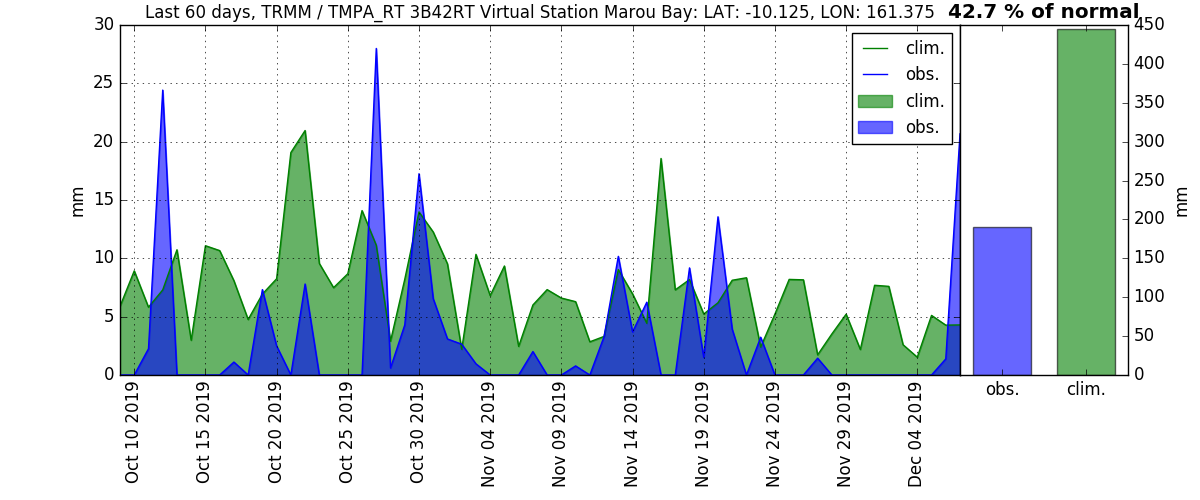 Last 60 days, TRMM / TMPA_RT 3B42RT Virtual Station Marou Bay: LAT: -10.125, LON: 161.375 42.7 % of normal
30
25
20
15
10
5
0
mm
clim.
obs.
clim.
obs.
Oct 10 2019
Oct 15 2019
Oct 20 2019
Oct 25 2019
Oct 30 2019
Nov 04 2019
Nov 09 2019
Nov 14 2019
Nov 19 2019
Nov 24 2019
Nov 29 2019
Dec 04 2019
450
400
350
300
250
200
150
100
50
0
mm
obs. clim.